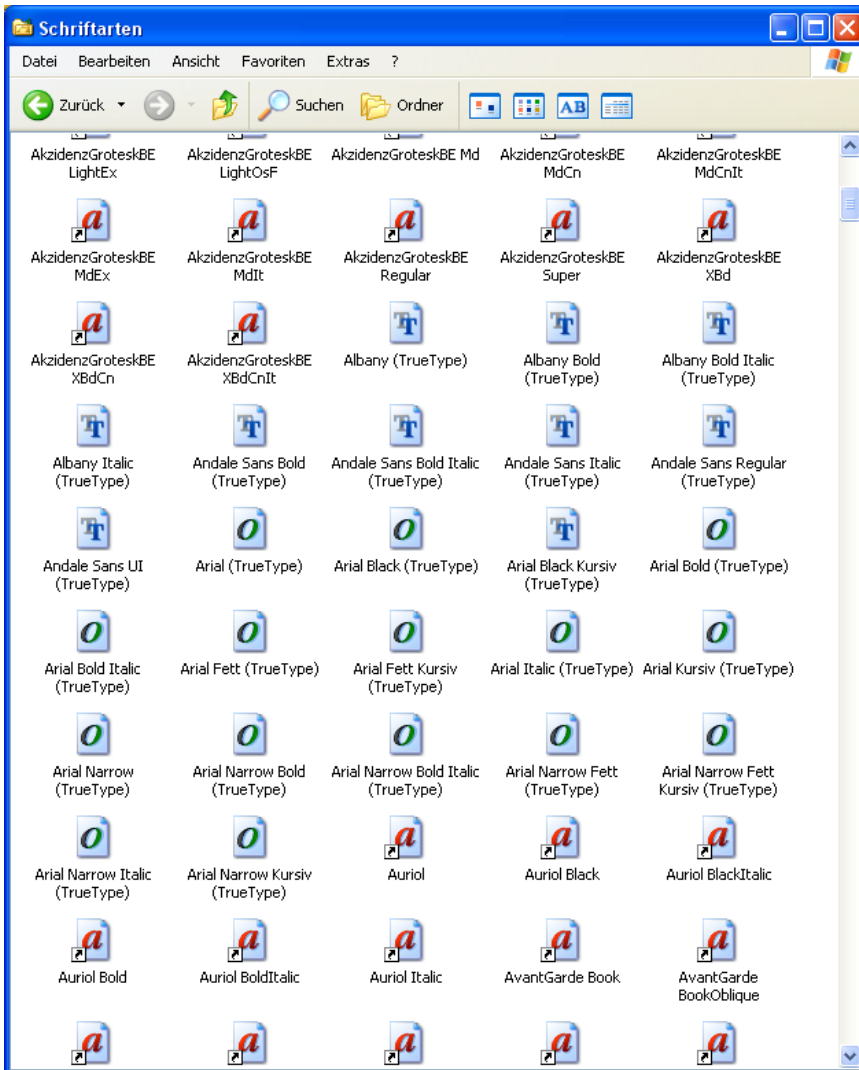 Schriftarten
Datei Bearbeiten Ansicht Favoriten Extras ?
Zurück Suchen Ordner AB
AkzidenzGroteskBE LightEx
AkzidenzGroteskBE LightOsF
AkzidenzGroteskBE Md
AkzidenzGroteskBE MdCn
AkzidenzGroteskBE MdCnIt
AkzidenzGroteskBE MdEx
AkzidenzGroteskBE MdIt
AkzidenzGroteskBE Regular
AkzidenzGroteskBE Super
AkzidenzGroteskBE XBd
AkzidenzGroteskBE XBdCn
AkzidenzGroteskBE XBdCnIt
Albany (TrueType)
Albany Bold (TrueType)
Albany Bold Italic (TrueType)
Albany Italic (TrueType)
Andale Sans Bold (TrueType)
Andale Sans Bold Italic (TrueType)
Andale Sans Italic (TrueType)
Andale Sans Regular (TrueType)
Andale Sans UI (TrueType)
Arial (TrueType)
Arial Black (TrueType)
Arial Black Kursiv (TrueType)
Arial Bold (TrueType)
Arial Bold Italic (TrueType)
Arial Fett (TrueType)
Arial Fett Kursiv (TrueType)
Arial Italic (TrueType)
Arial Kursiv (TrueType)
Arial Narrow (TrueType)
Arial Narrow Bold (TrueType)
Arial Narrow Bold Italic (TrueType)
Arial Narrow Fett (TrueType)
Arial Narrow Fett Kursiv (TrueType)
Arial Narrow Italic (TrueType)
Arial Narrow Kursiv (TrueType)
Auriol
Auriol Black
Auriol BlackItalic
Auriol Bold
Auriol BoldItalic
Auriol Italic
AvantGarde Book
AvantGarde BookOblique